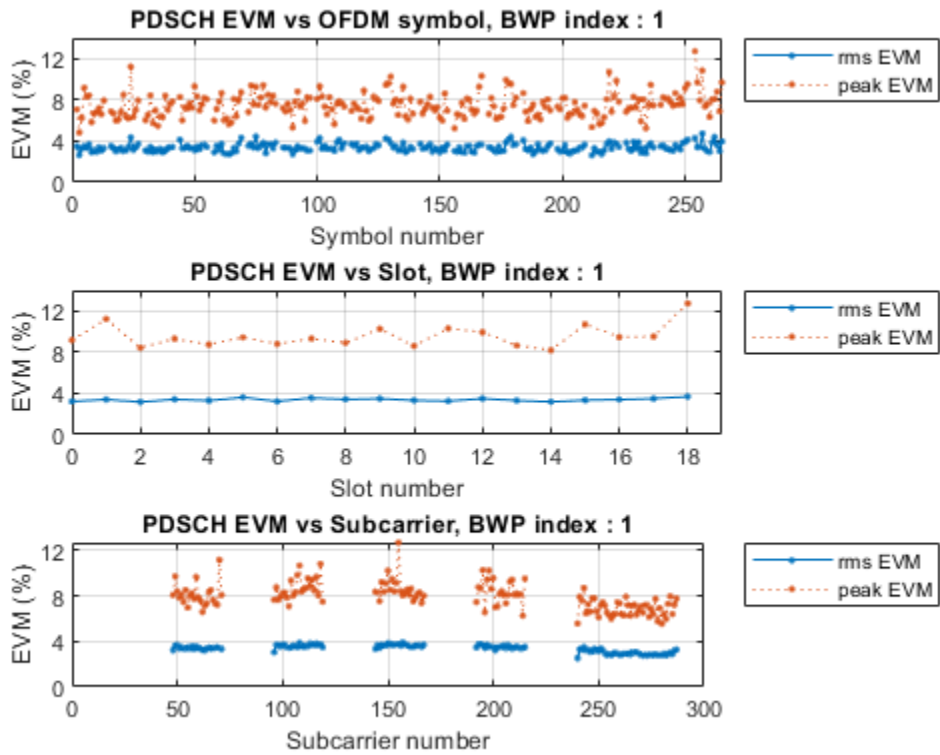 PDSCH EVM vs OFDM symbol, BWP index : 1
EVM (%)
12
8
4
0
0 50 100 150 200 250
Symbol number
rms EVM
peak EVM
PDSCH EVM vs Slot, BWP index : 1
EVM (%)
12
8
4
0
0 2 4 6 8 10 12 14 16 18
Slot number
rms EVM
peak EVM
PDSCH EVM vs Subcarrier, BWP index : 1
EVM (%)
12
8
4
0
0 50 100 150 200 250 300
Subcarrier number
rms EVM
peak EVM